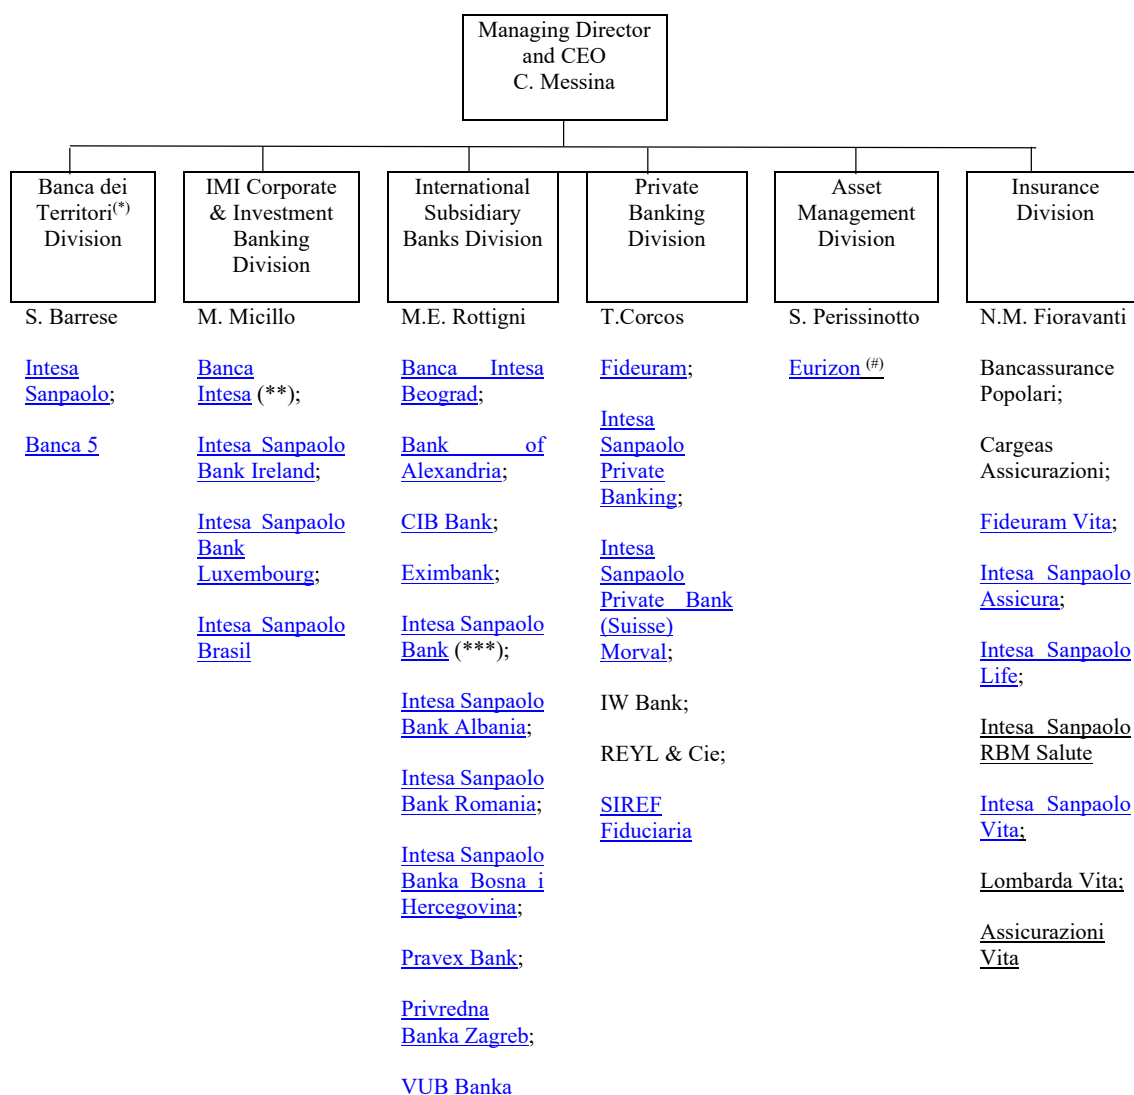 Managing Director
and CEO
C. Messina
Banca dei
Territori(*)
Division
S. Barrese
Intesa
Sanpaolo;
Banca 5
IMI Corporate
& Investment
Banking
Division
M. Micillo
Banca
Intesa (**);
Intesa Sanpaolo
Bank Ireland;
Intesa Sanpaolo
Bank
Luxembourg;
Intesa Sanpaolo
Brasil
International
Subsidiary
Banks Division
M.E. Rottigni
Banca Intesa
Beograd;
Bank of
Alexandria;
CIB Bank;
Eximbank;
Intesa Sanpaolo
Bank (***);
Intesa Sanpaolo
Bank Albania;
Intesa Sanpaolo
Bank Romania;
Intesa Sanpaolo
Banka Bosna i
Hercegovina;
Pravex Bank;
Privredna
Banka Zagreb;
VUB Banka
Private
Banking
Division
T.Corcos
Fideuram;
Intesa
Sanpaolo
Private
Banking;
Intesa
Sanpaolo
Private Bank
(Suisse)
Morval;
IW Bank;
REYL & Cie;
SIREF
Fiduciaria
Asset
Management
Division
S. Perissinotto
Eurizon (#)
Insurance
Division
N.M. Fioravanti
Bancassurance
Popolari;
Cargeas
Assicurazioni;
Fideuram Vita;
Intesa Sanpaolo
Assicura;
Intesa Sanpaolo
Life;
Intesa Sanpaolo
RBM Salute
Intesa Sanpaolo
Vita;
Lombarda Vita;
Assicurazioni
Vita